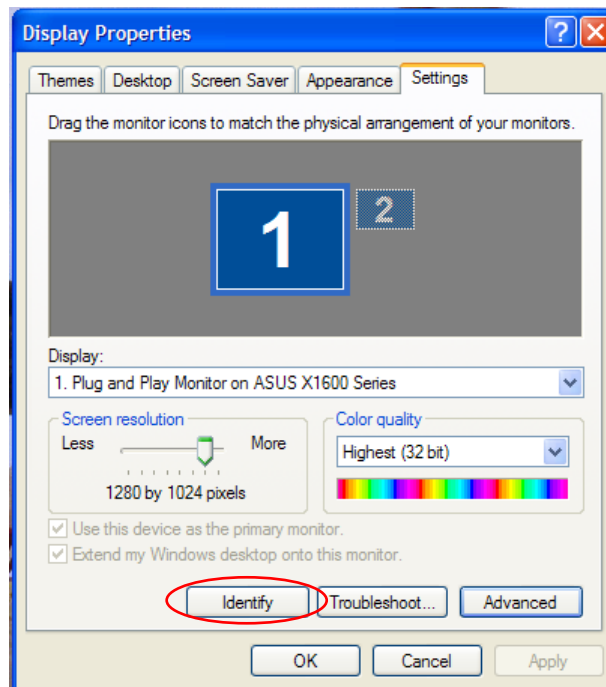 Display Properties
Themes Desktop Screen Saver Appearance Settings
Drag the monitor icons to match the physical arrangement of your monitors.
1 2
Display:
1. Plug and Play Monitor on ASUS X1600 Series
Screen resolution
Less More
1280 by 1024 pixels
Color quality
Highest (32 bit)
Use this device as the primary monitor.
Extend my Windows desktop onto this monitor.
Identify Troubleshoot... Advanced
OK Cancel Apply